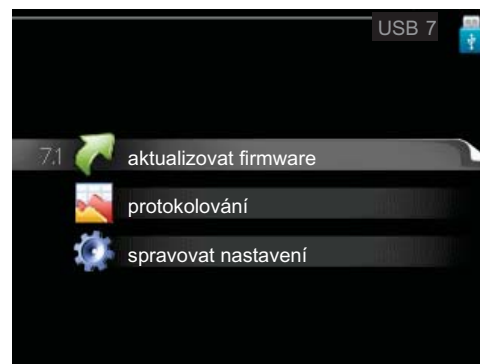 USB 7
7.1 aktualizovat firmware
protokolování
spravovat nastavení